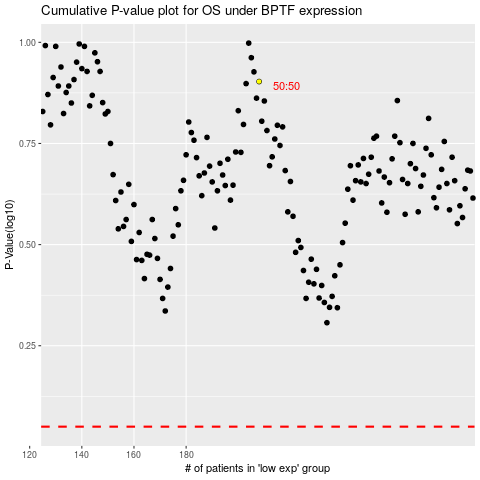 Cumulative P-value plot for OS under BPTF expression
P-Value(log10)
1.00
0.75
0.50
0.25
50:50
120 140 160 180
# of patients in 'low exp' group